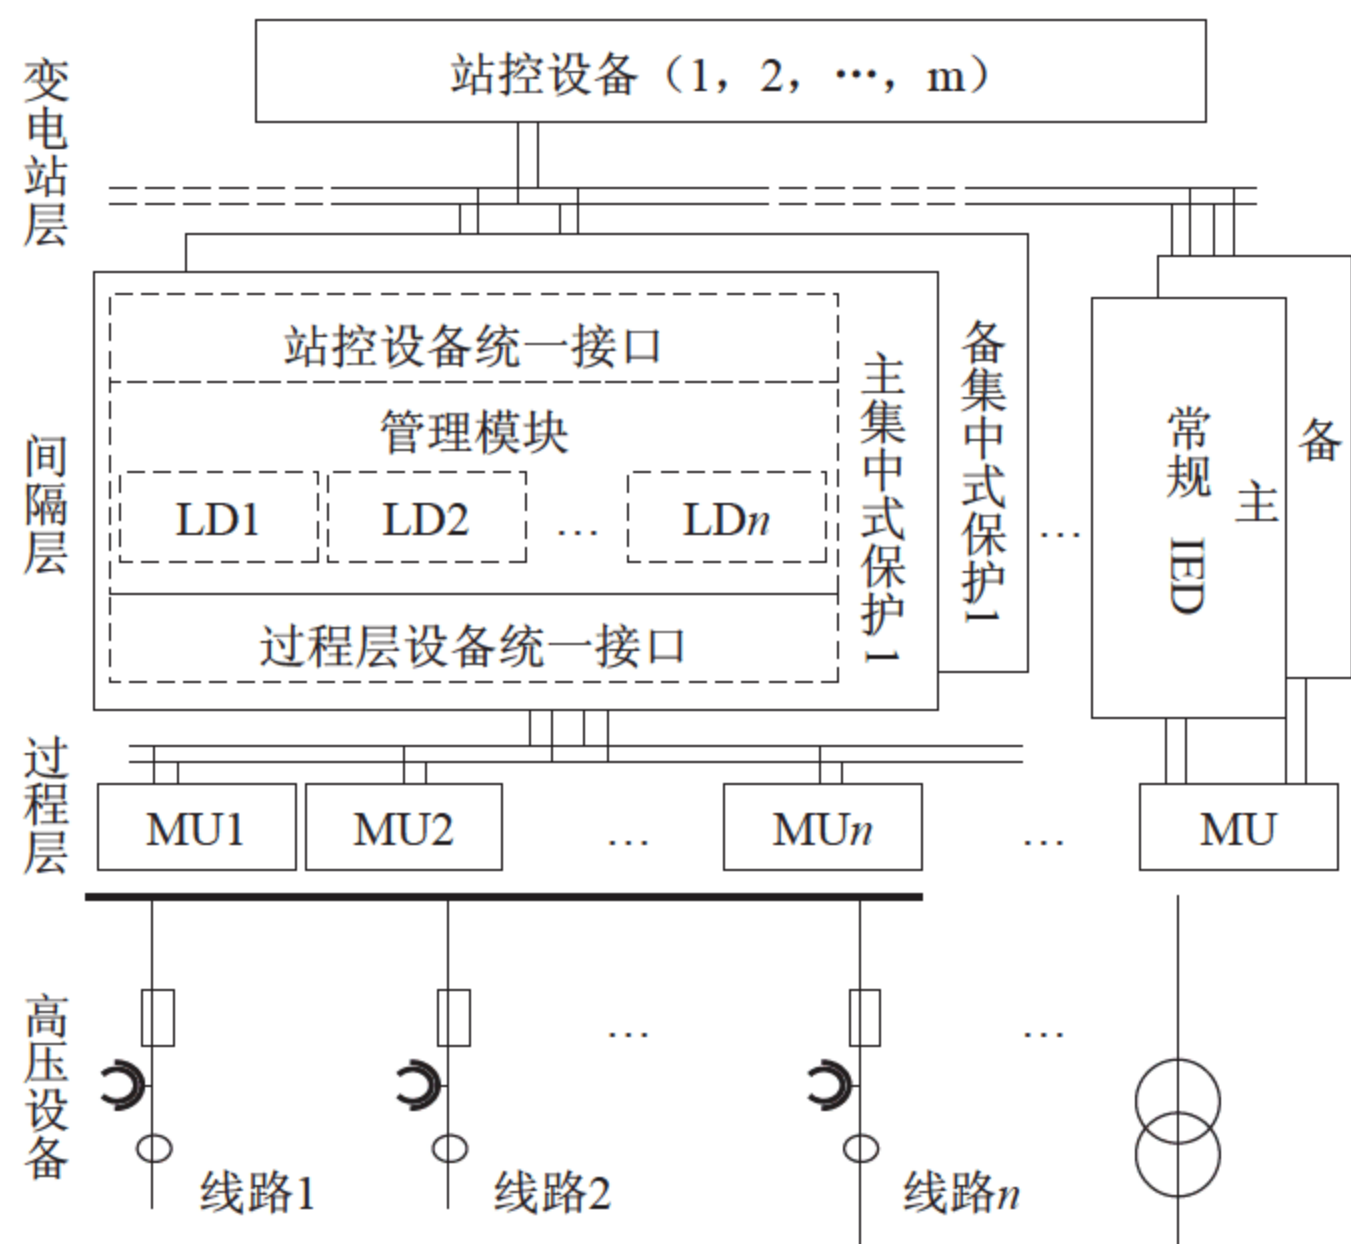 变电站层
站控设备（1，2，…，m）
间隔层
站控设备统一接口
管理模块
LD1
LD2
…
LDn
过程层设备统一接口
主集中式保护1
备集中式保护1
…
常规 IED
主
备
过程层
MU1
MU2
…
MUn
…
MU
高压设备
…
…
线路1
线路2
线路n